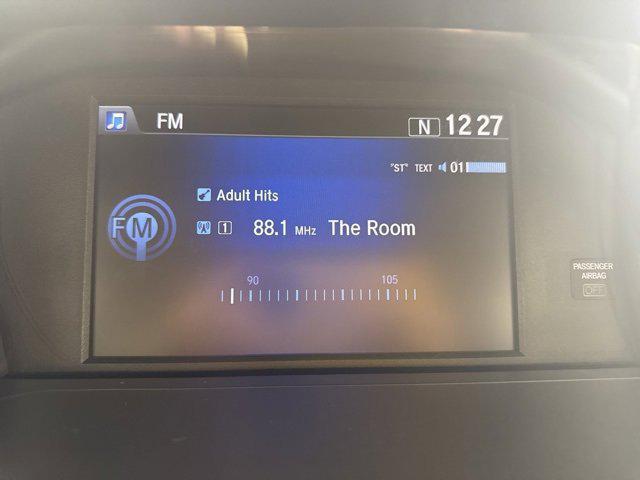 FM
N 12 27
"ST" TEXT 01
Adult Hits
FM
1 88.1 MHz The Room
90 105
PASSENGER
AIRBAG
OFF